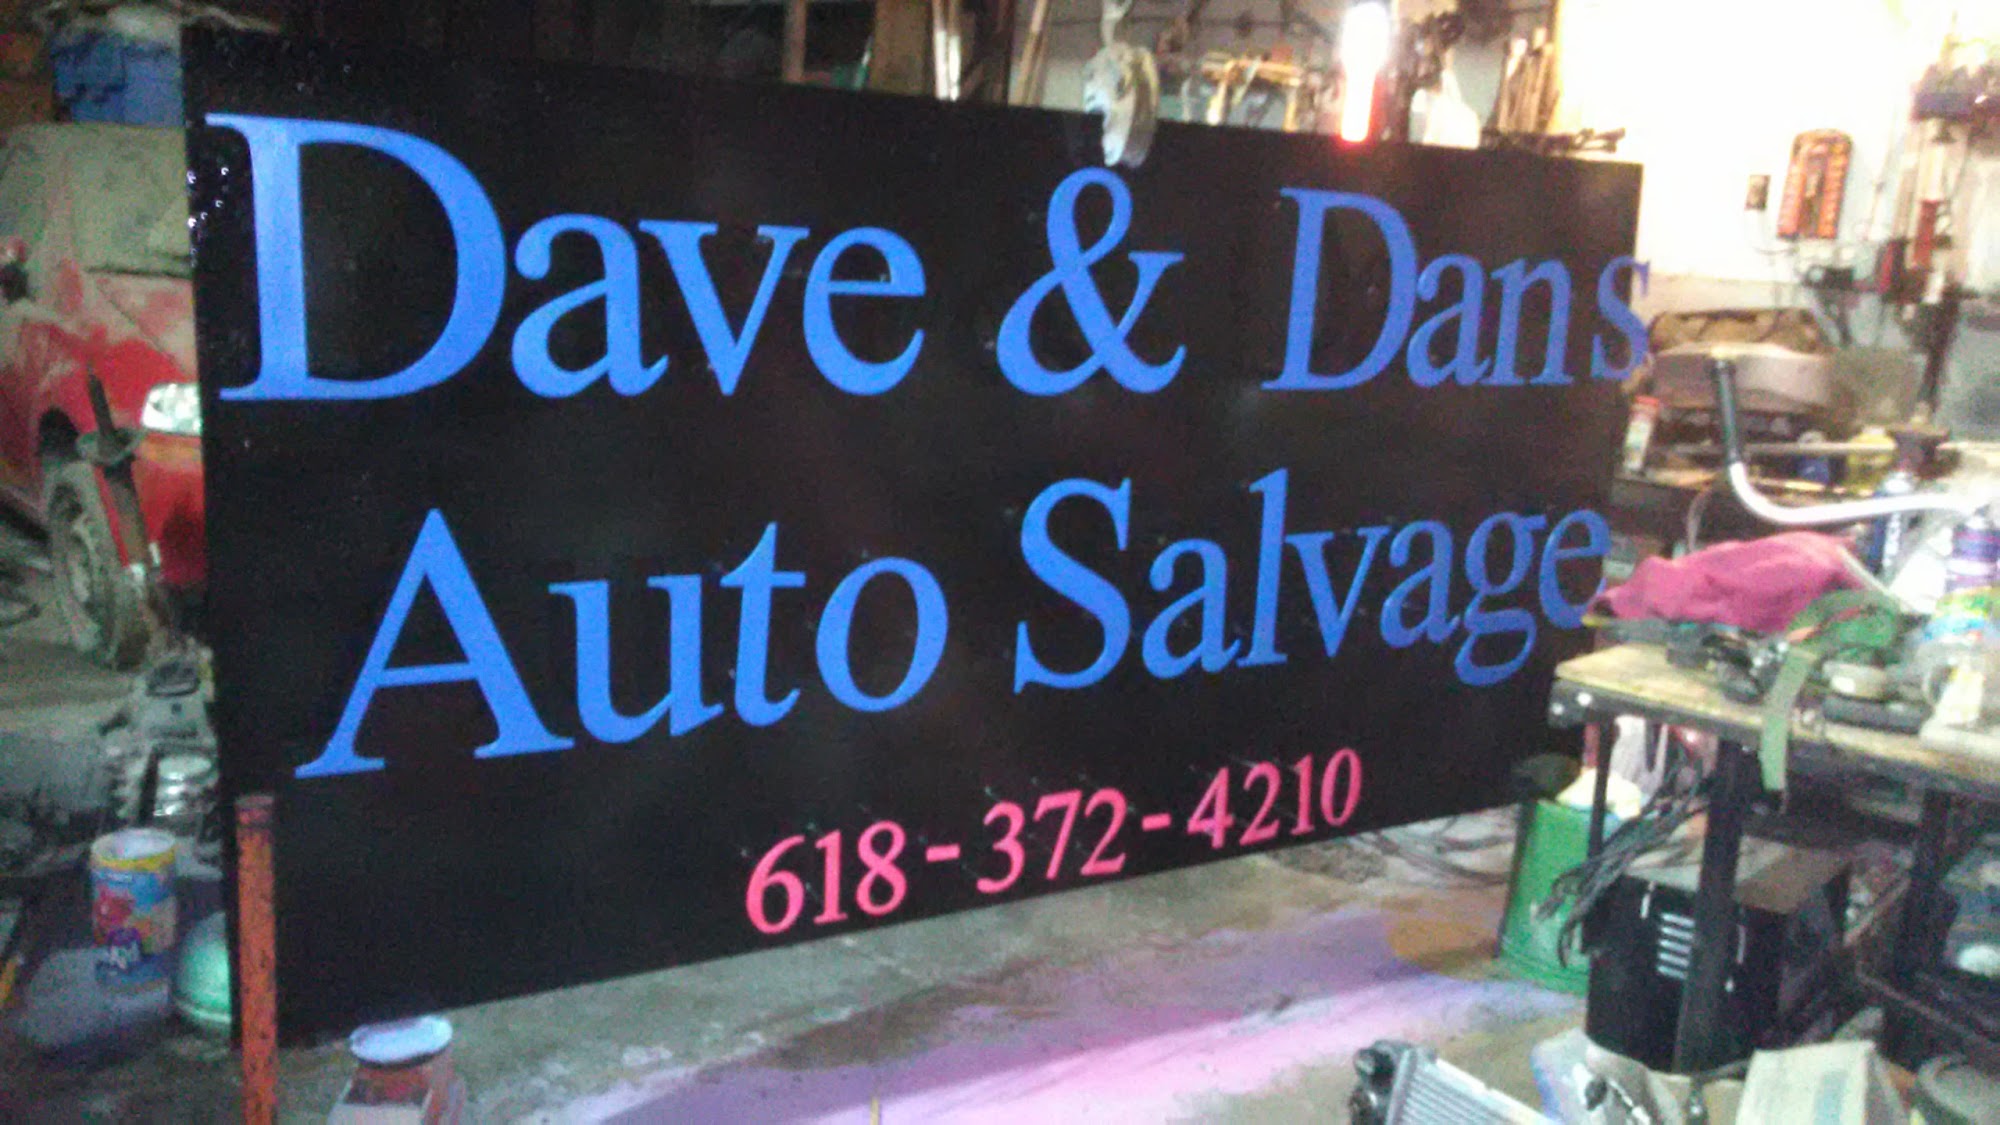 Dave & Dans
Auto Salvage
618-372-4210